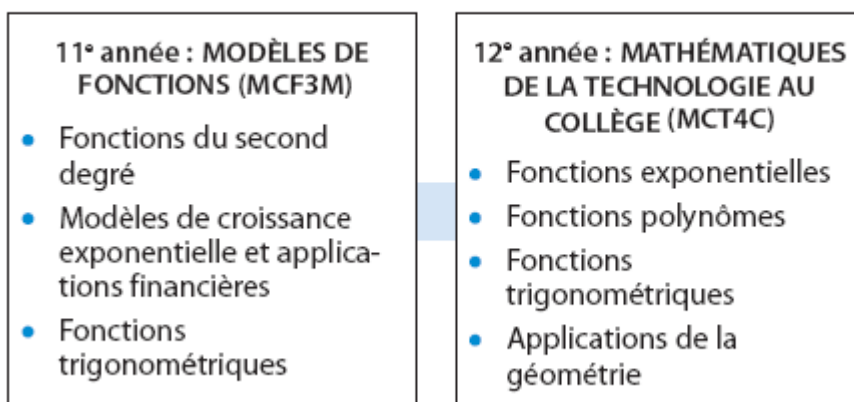 11e année : MODÈLES DE
FONCTIONS (MCF3M)
• Fonctions du second
degré
• Modèles de croissance
exponentielle et applica-
tions financières
• Fonctions
trigonométriques
12e année : MATHÉMATIQUES
DE LA TECHNOLOGIE AU
COLLÈGE (MCT4C)
• Fonctions exponentielles
• Fonctions polynômes
• Fonctions
trigonométriques
• Applications de la
géométrie